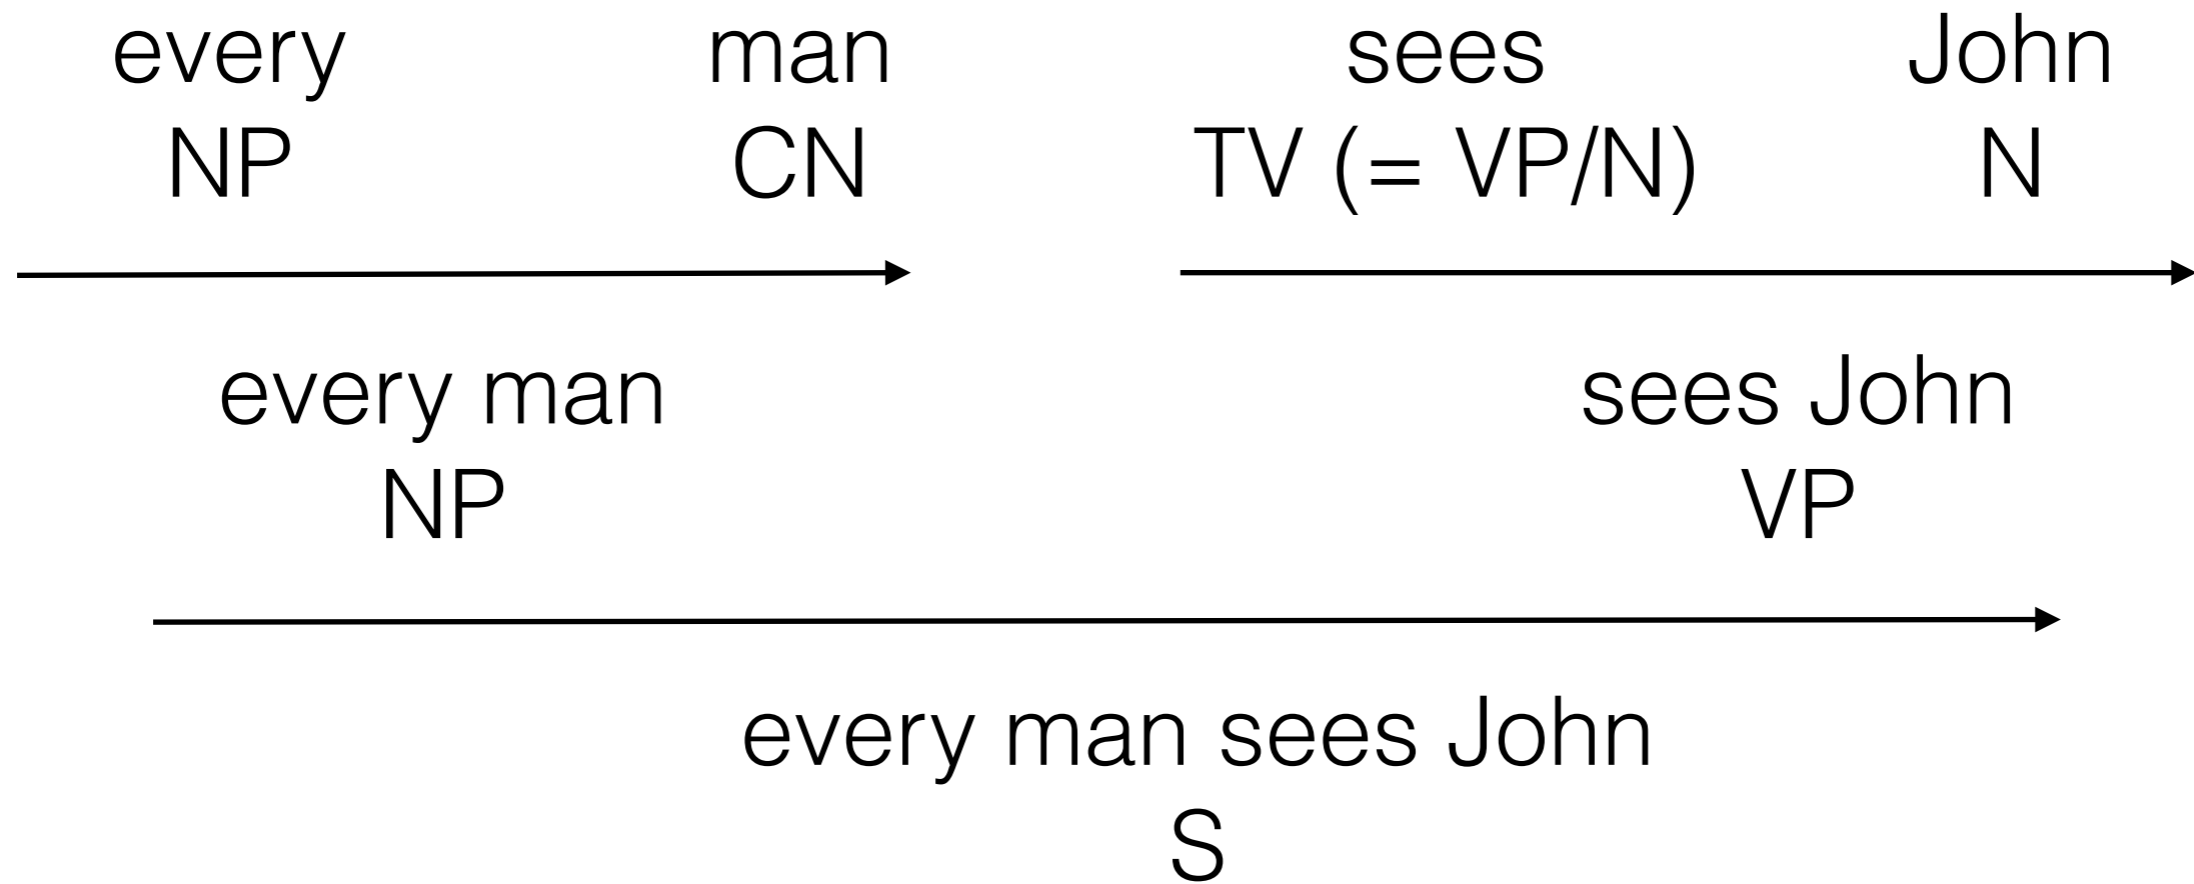 every man sees John
NP CN TV (= VP/N) N
every man sees John
NP VP
every man sees John
S